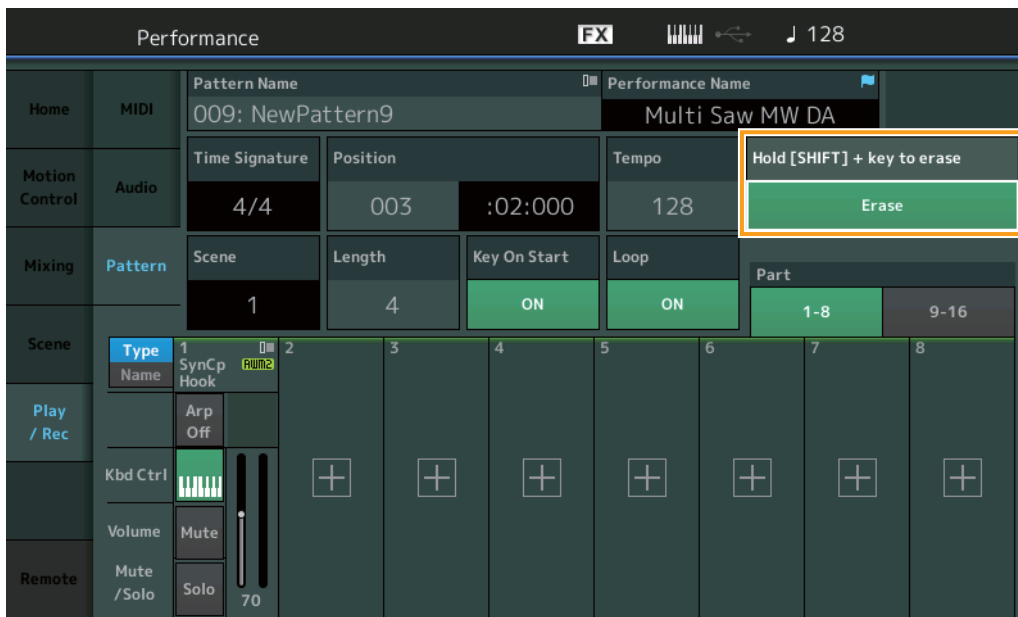 Performance
FX
♩ 128
Home
Motion
Control
Mixing
Scene
Play
/ Rec
Remote
MIDI
Audio
Pattern
Pattern Name
009: NewPattern9
Performance Name
Multi Saw MW DA
Time Signature
4/4
Position
003 :02:000
Tempo
128
Hold [SHIFT] + key to erase
Erase
Scene
1
Length
4
Key On Start
ON
Loop
ON
Part
1-8
9-16
Type
Name
1
SynCp
Hook
AWM2
2
3
4
5
6
7
8
Arp
Off
Kbd Ctrl
Volume
Mute
Mute
/Solo
Solo
70